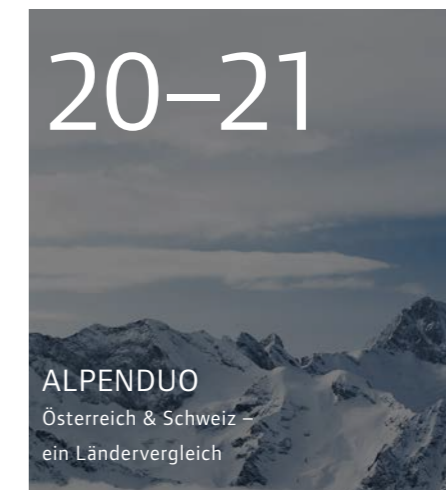 20–21
ALPENDUO
Österreich & Schweiz –
ein Ländervergleich